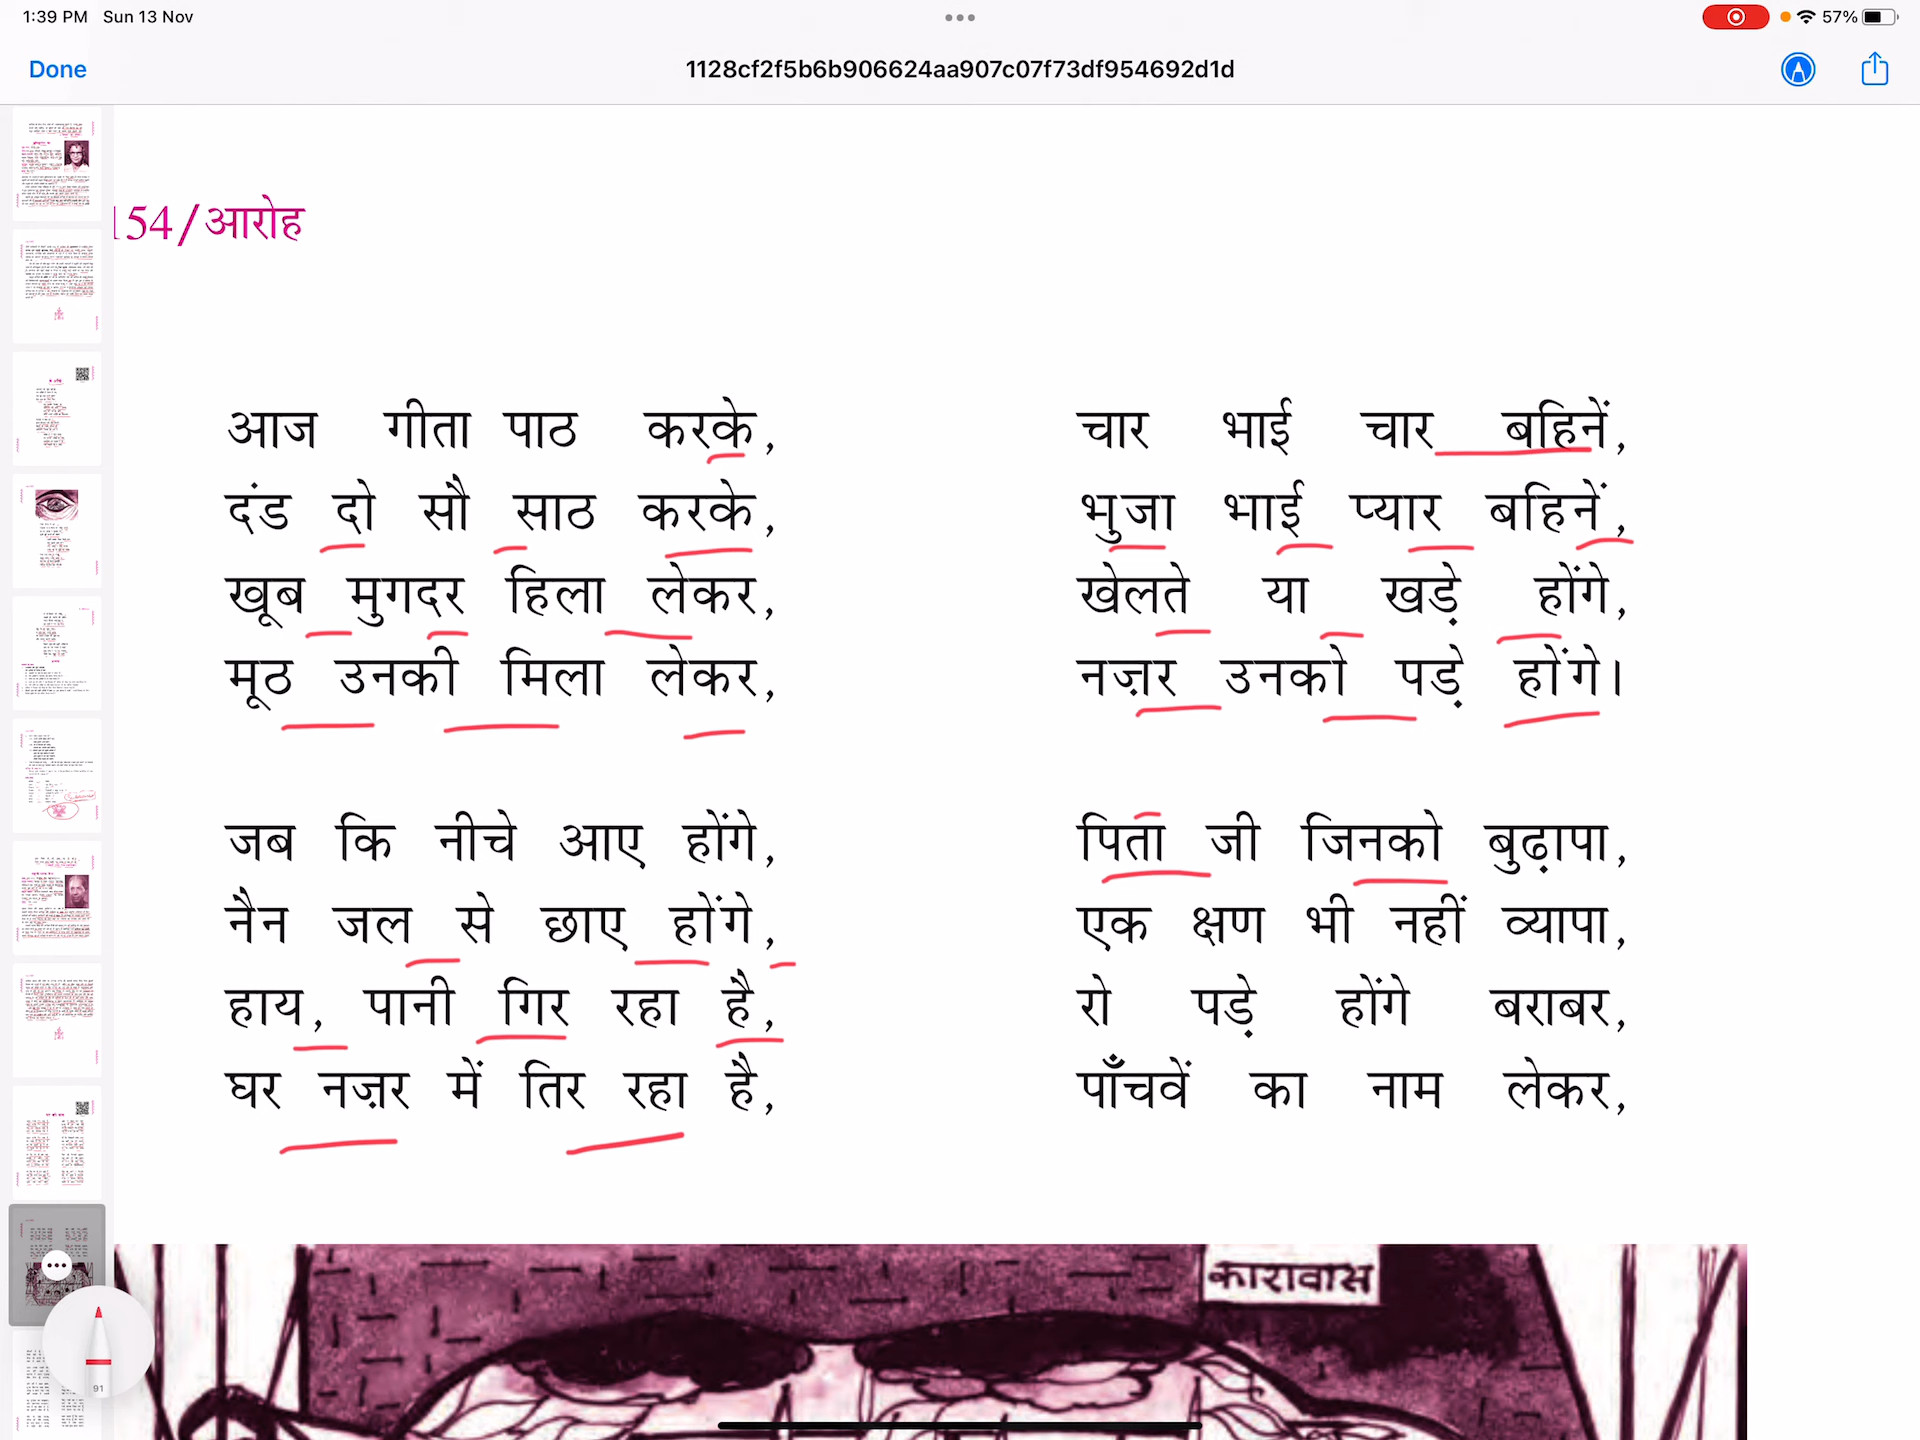 1:39 PM Sun 13 Nov
57%
Done
1128cf2f5b6b906624aa907c07f73df954692d1d
154/आरोह
आज गीता पाठ करके,
दंड दो सौ साठ करके,
खूब मुगदर हिला लेकर,
मूठ उनकी मिला लेकर,
जब कि नीचे आए होंगे,
नैन जल से छाए होंगे,
हाय, पानी गिर रहा है,
घर नज़र में तिर रहा है,
चार भाई चार बहिनें,
भुजा भाई प्यार बहिनें,
खेलते या खड़े होंगे,
नज़र उनको पड़े होंगे।
पिता जी जिनको बुढ़ापा,
एक क्षण भी नहीं व्यापा,
रो पड़े होंगे बराबर,
पाँचवें का नाम लेकर,
कारावास
91